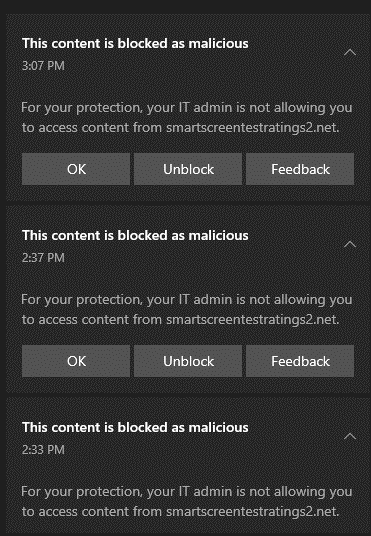 This content is blocked as malicious
3:07 PM
For your protection, your IT admin is not allowing you
to access content from smartscreentestratings2.net.
OK Unblock Feedback
This content is blocked as malicious
2:37 PM
For your protection, your IT admin is not allowing you
to access content from smartscreentestratings2.net.
OK Unblock Feedback
This content is blocked as malicious
2:33 PM
For your protection, your IT admin is not allowing you
to access content from smartscreentestratings2.net.